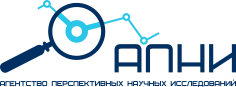 АПНИ
АГЕНТСТВО ПЕРСПЕКТИВНЫХ НАУЧНЫХ ИССЛЕДОВАНИЙ